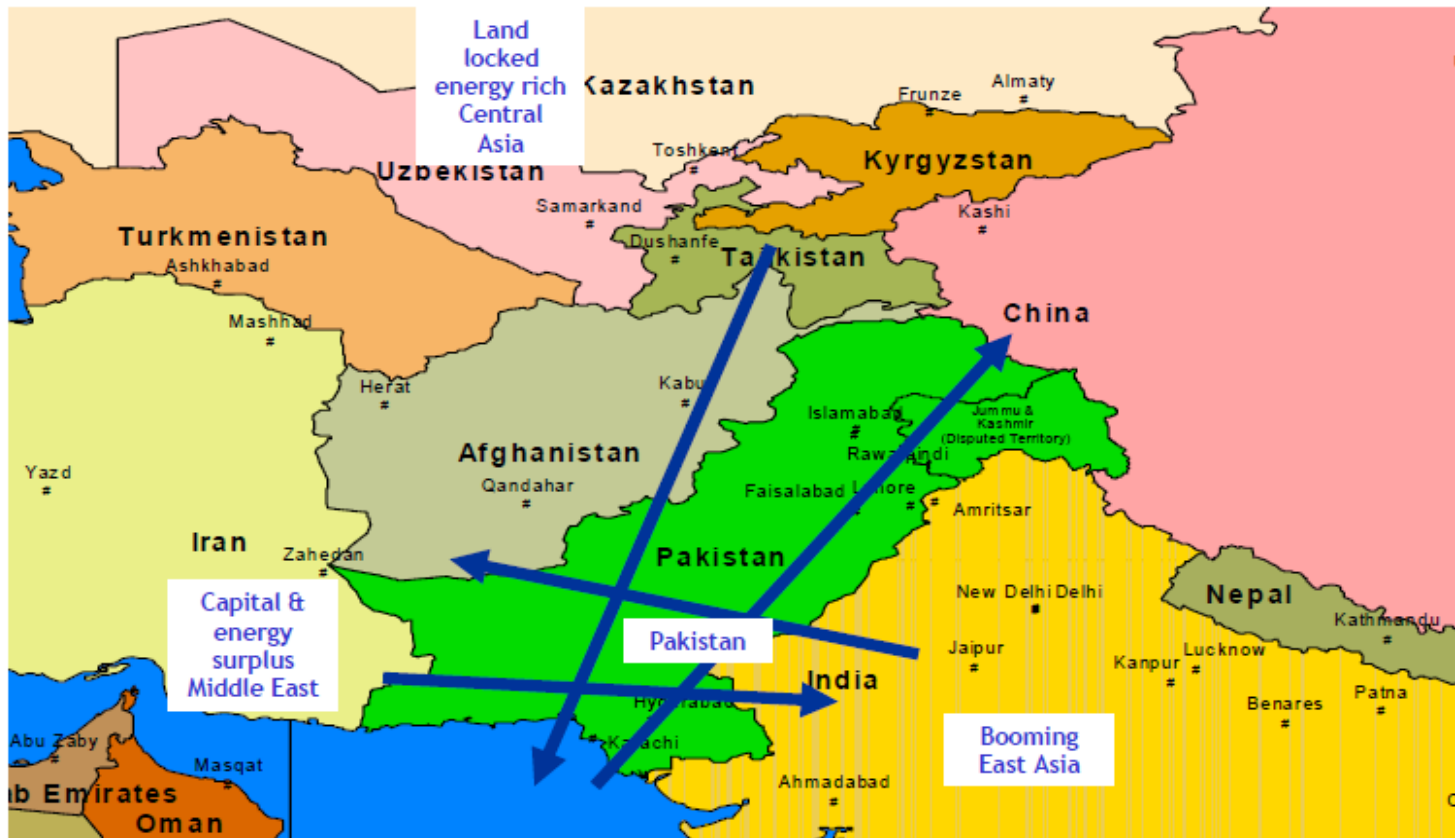 Land
locked
energy rich
Central
Asia
Kazakhstan
Frunze
Almaty
Toshkent
Kyrgyzstan
Uzbekistan
Samarkand
Kashi
Turkmenistan
Dushanfe
Tajikistan
Ashkhabad
China
Mashhad
Herat
Kabul
Islamabad
Jummu &
Kashmir
(Disputed Territory)
Afghanistan
Rawalpindi
Yazd
Qandahar
Faisalabad
Lahore
Amritsar
Iran
Zahedan
Pakistan
New Delhi
Delhi
Nepal
Capital &
energy
surplus
Middle East
Pakistan
Kathmandu
Jaipur
Lucknow
Kanpur
India
Patna
Benares
Hyderabad
Karachi
Booming
East Asia
Abu Zaby
Masqat
Ahmadabad
ab Emirates
Oman